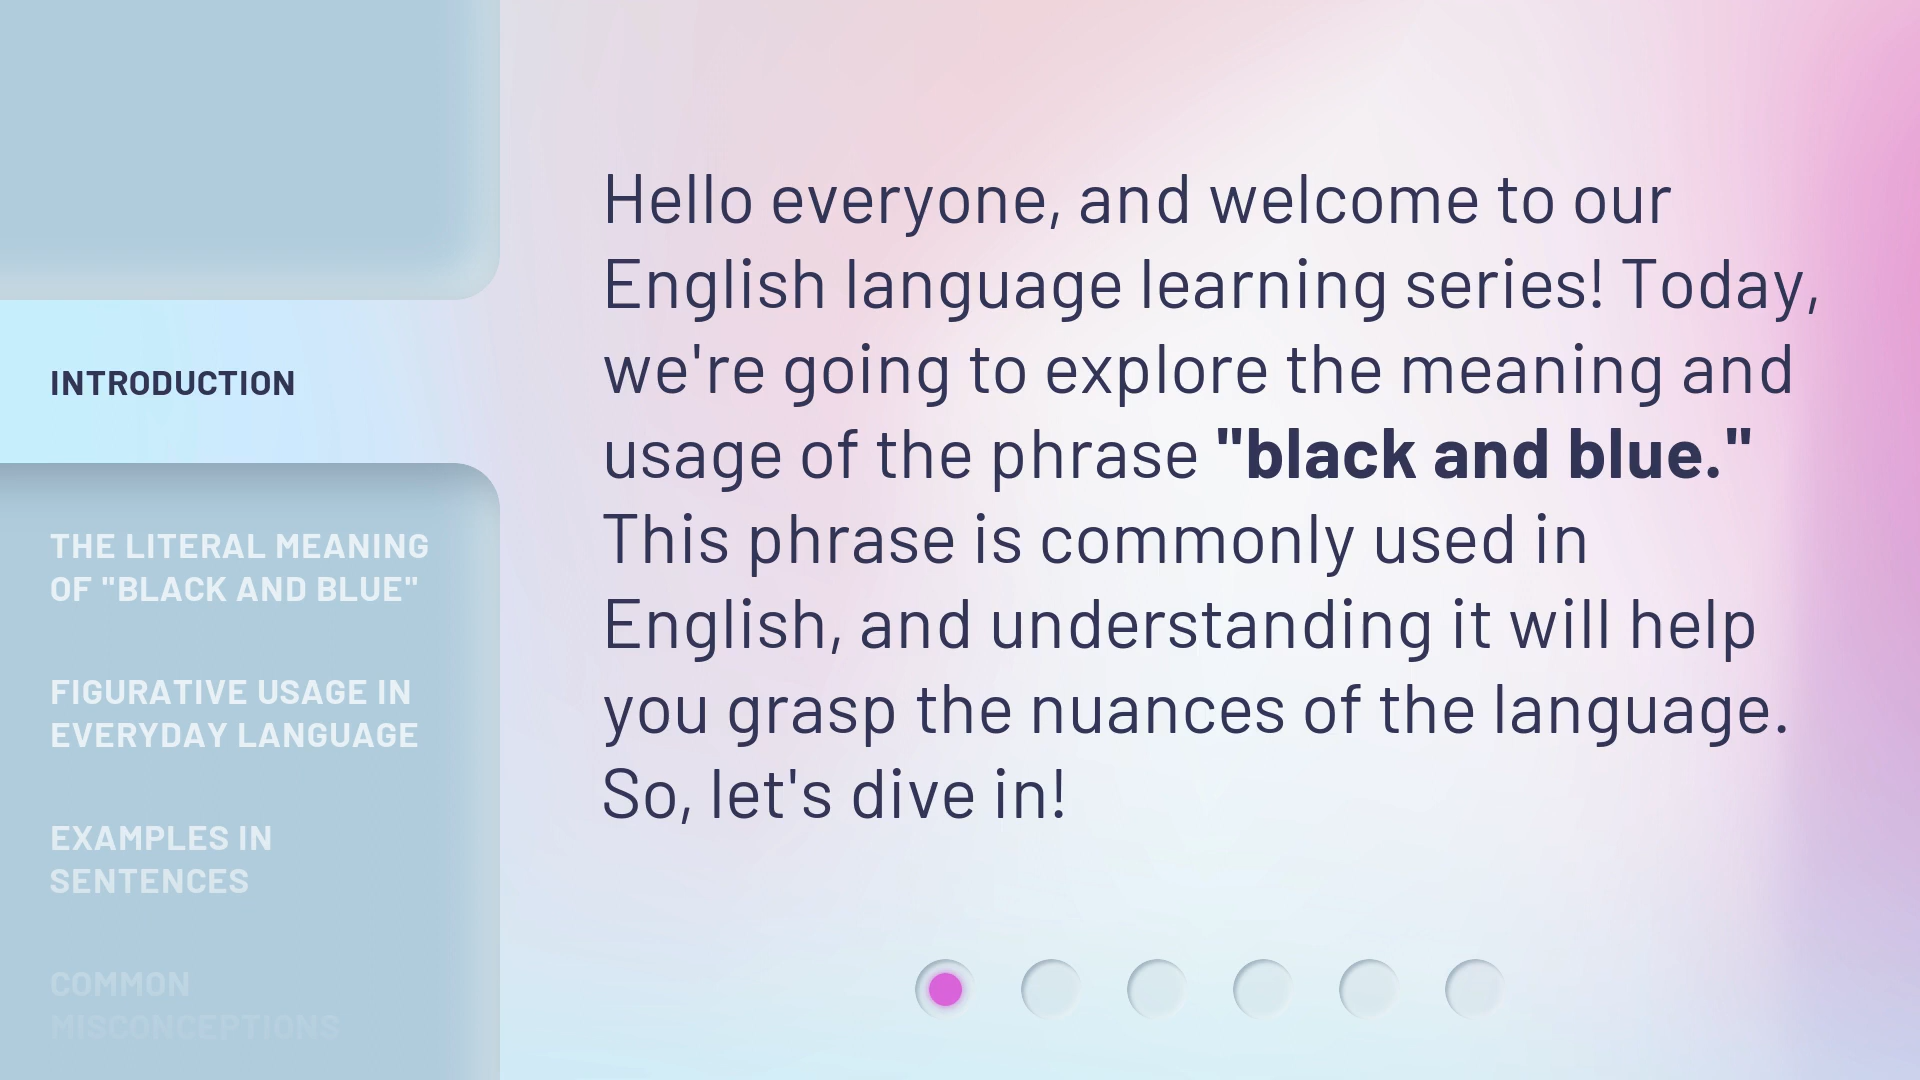 INTRODUCTION
THE LITERAL MEANING
OF "BLACK AND BLUE"
FIGURATIVE USAGE IN
EVERYDAY LANGUAGE
EXAMPLES IN
SENTENCES
COMMON
MISCONCEPTIONS
Hello everyone, and welcome to our
English language learning series! Today,
we're going to explore the meaning and
usage of the phrase "black and blue."
This phrase is commonly used in
English, and understanding it will help
you grasp the nuances of the language.
So, let's dive in!